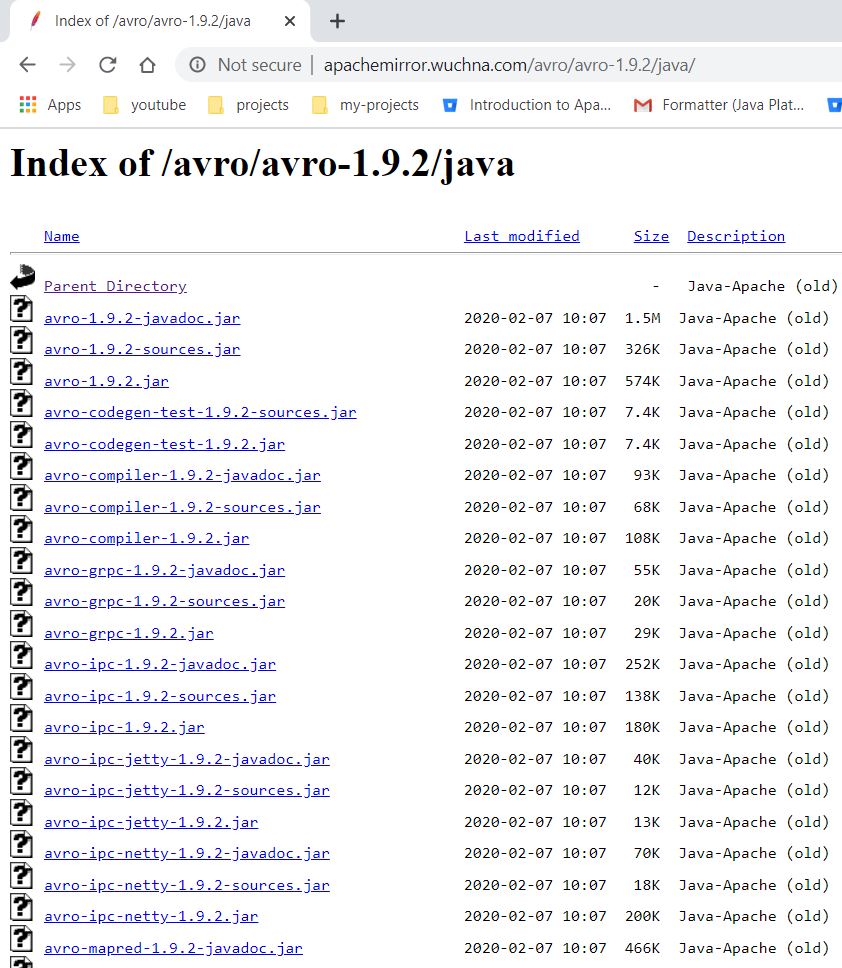 Index of /avro/avro-1.9.2/java
Not secure | apachemirror.wuchna.com/avro/avro-1.9.2/java/
Apps youtube projects my-projects Introduction to Apa... Formatter (Java Plat...
Index of /avro/avro-1.9.2/java
Name Last modified Size Description
Parent Directory - Java-Apache (old)
avro-1.9.2-javadoc.jar 2020-02-07 10:07 1.5M Java-Apache (old)
avro-1.9.2-sources.jar 2020-02-07 10:07 326K Java-Apache (old)
avro-1.9.2.jar 2020-02-07 10:07 574K Java-Apache (old)
avro-codegen-test-1.9.2-sources.jar 2020-02-07 10:07 7.4K Java-Apache (old)
avro-codegen-test-1.9.2.jar 2020-02-07 10:07 7.4K Java-Apache (old)
avro-compiler-1.9.2-javadoc.jar 2020-02-07 10:07 93K Java-Apache (old)
avro-compiler-1.9.2-sources.jar 2020-02-07 10:07 68K Java-Apache (old)
avro-compiler-1.9.2.jar 2020-02-07 10:07 108K Java-Apache (old)
avro-grpc-1.9.2-javadoc.jar 2020-02-07 10:07 55K Java-Apache (old)
avro-grpc-1.9.2-sources.jar 2020-02-07 10:07 20K Java-Apache (old)
avro-grpc-1.9.2.jar 2020-02-07 10:07 29K Java-Apache (old)
avro-ipc-1.9.2-javadoc.jar 2020-02-07 10:07 252K Java-Apache (old)
avro-ipc-1.9.2-sources.jar 2020-02-07 10:07 138K Java-Apache (old)
avro-ipc-1.9.2.jar 2020-02-07 10:07 180K Java-Apache (old)
avro-ipc-jetty-1.9.2-javadoc.jar 2020-02-07 10:07 40K Java-Apache (old)
avro-ipc-jetty-1.9.2-sources.jar 2020-02-07 10:07 12K Java-Apache (old)
avro-ipc-jetty-1.9.2.jar 2020-02-07 10:07 13K Java-Apache (old)
avro-ipc-netty-1.9.2-javadoc.jar 2020-02-07 10:07 70K Java-Apache (old)
avro-ipc-netty-1.9.2-sources.jar 2020-02-07 10:07 18K Java-Apache (old)
avro-ipc-netty-1.9.2.jar 2020-02-07 10:07 200K Java-Apache (old)
avro-mapred-1.9.2-javadoc.jar 2020-02-07 10:07 466K Java-Apache (old)